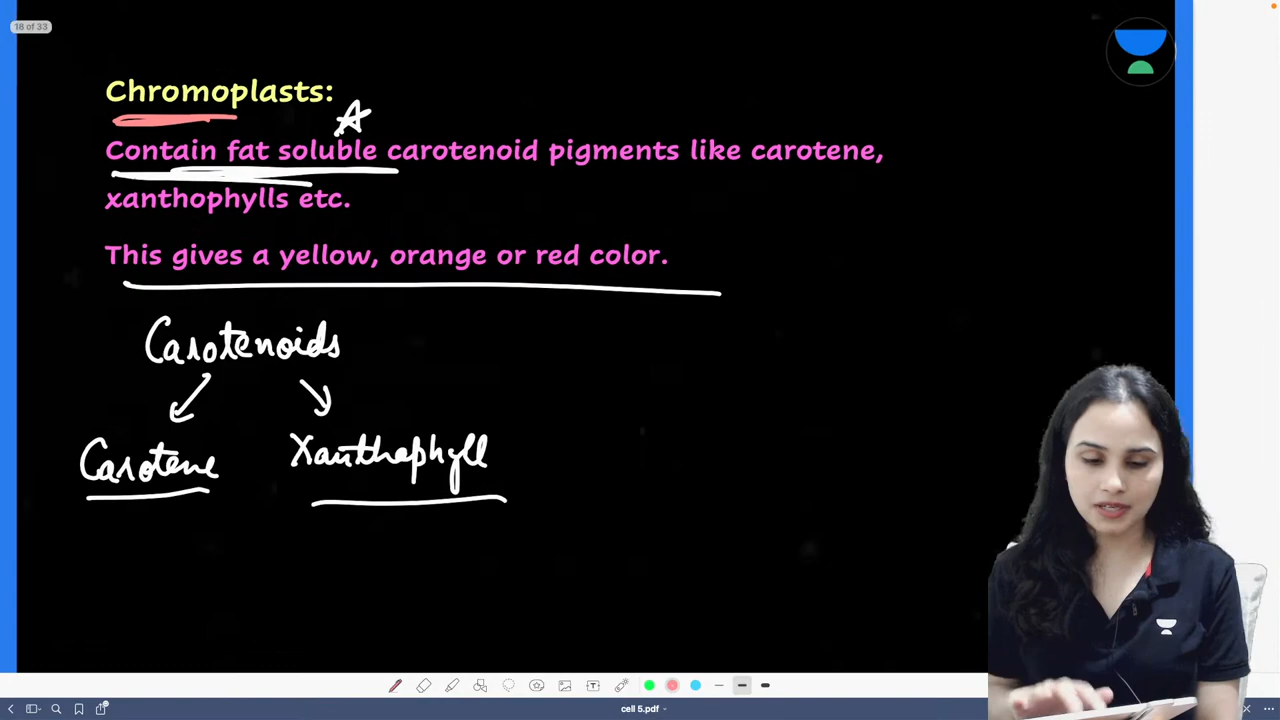 18 of 33
Chromoplasts:
Contain fat soluble carotenoid pigments like carotene,
xanthophylls etc.
This gives a yellow, orange or red color.
Carotenoids
Carotene Xanthophyll
cell 5.pdf